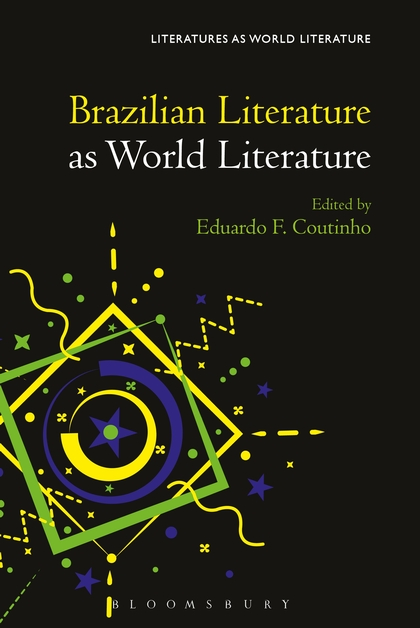 LITERATURES AS WORLD LITERATURE
Brazilian Literature
as World Literature
Edited by
Eduardo F. Coutinho
BLOOMSBURY